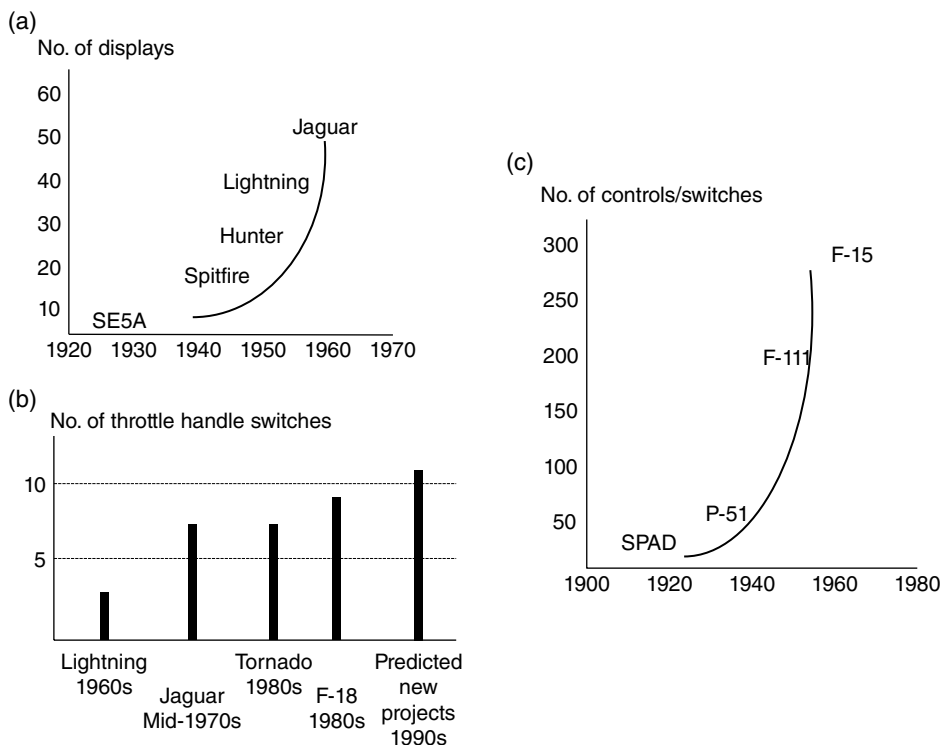 (a)
No. of displays
60
50
40
30
20
10
Jaguar
Lightning
Hunter
Spitfire
SE5A
1920 1930 1940 1950 1960 1970
(b)
No. of throttle handle switches
10
5
Lightning
1960s
Jaguar
Mid-1970s
Tornado
1980s
F-18
1980s
Predicted
new
projects
1990s
(c)
No. of controls/switches
300
250
200
150
100
50
F-15
F-111
P-51
SPAD
1900 1920 1940 1960 1980